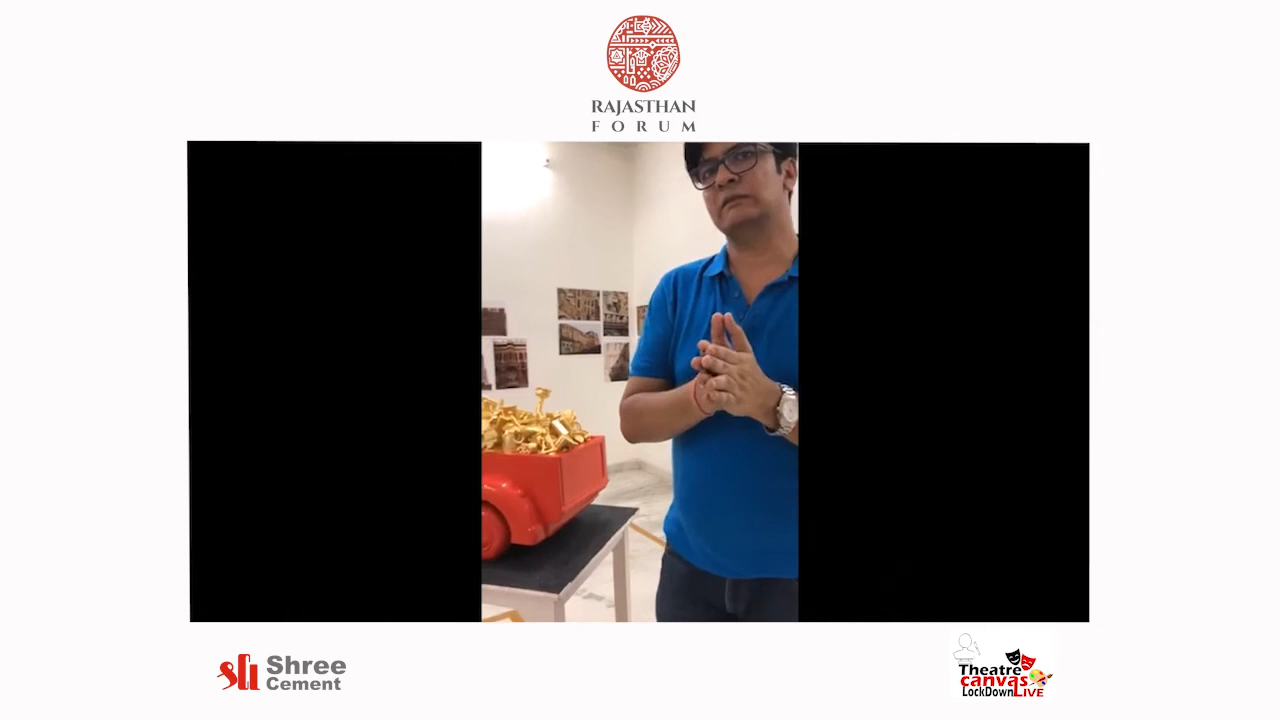 RAJASTHAN
FORUM
Shree
Cement
Theatre
canvas
LockDown LIVE